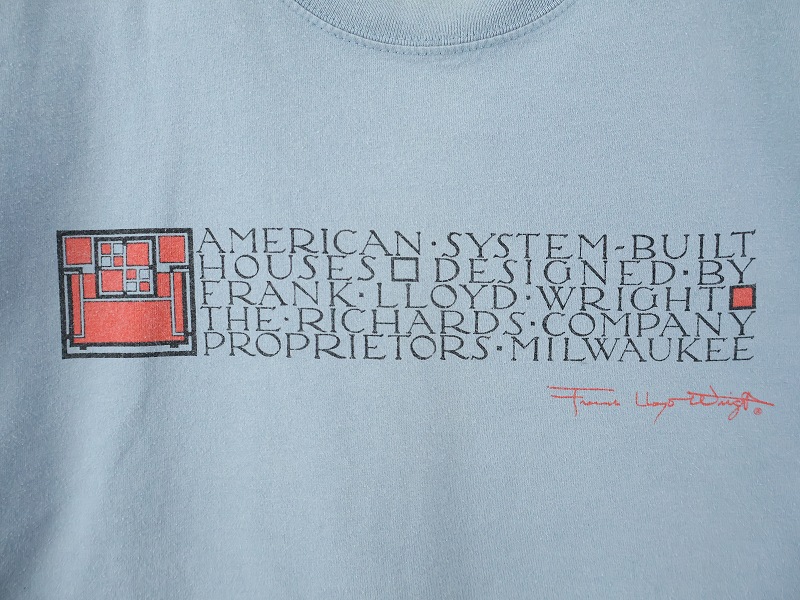 AMERICAN·SYSTEM-BUILT
HOUSES □ DESIGNED·BY
FRANK·LLOYD·WRIGHT■
THE·RICHARDS·COMPANY
PROPRIETORS·MILWAUKEE
Frank Lloyd Wright®